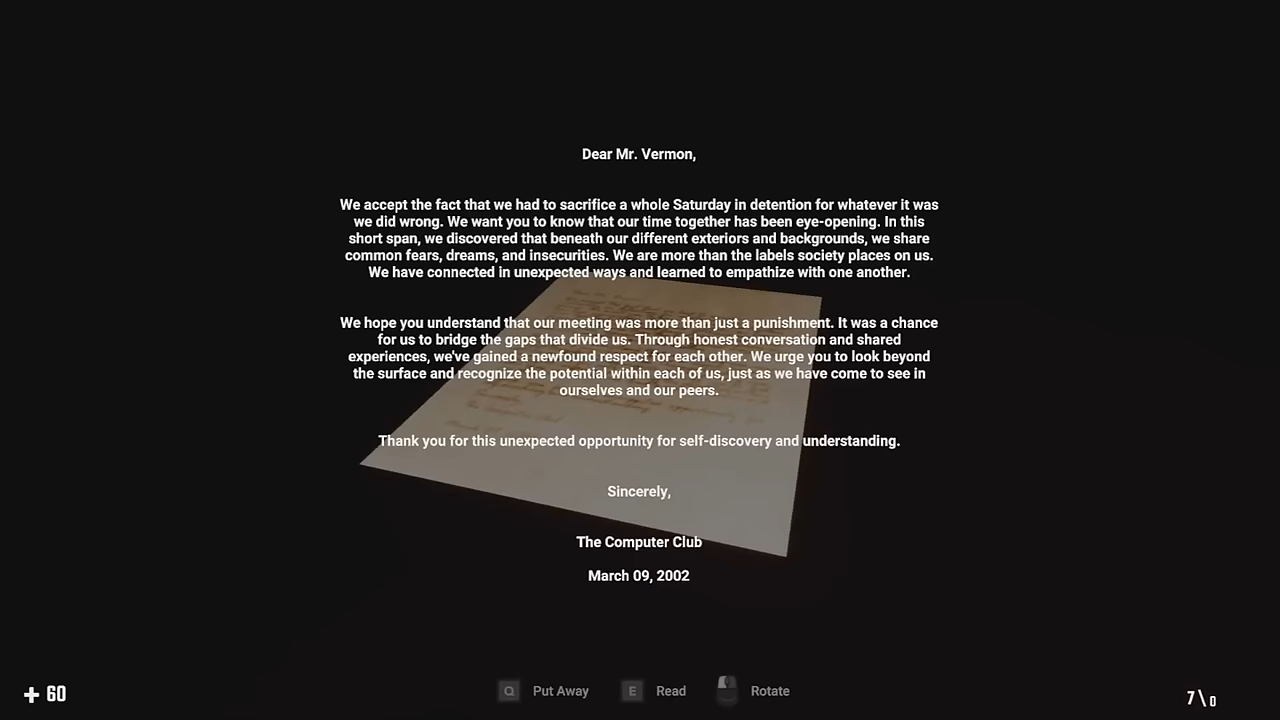 Dear Mr. Vermon,
We accept the fact that we had to sacrifice a whole Saturday in detention for whatever it was
we did wrong. We want you to know that our time together has been eye-opening. In this
short span, we discovered that beneath our different exteriors and backgrounds, we share
common fears, dreams, and insecurities. We are more than the labels society places on us.
We have connected in unexpected ways and learned to empathize with one another.
We hope you understand that our meeting was more than just a punishment. It was a chance
for us to bridge the gaps that divide us. Through honest conversation and shared
experiences, we've gained a newfound respect for each other. We urge you to look beyond
the surface and recognize the potential within each of us, just as we have come to see in
ourselves and our peers.
Thank you for this unexpected opportunity for self-discovery and understanding.
Sincerely,
The Computer Club
March 09, 2002
+ 60
Q Put Away E Read Rotate
7 \ 0